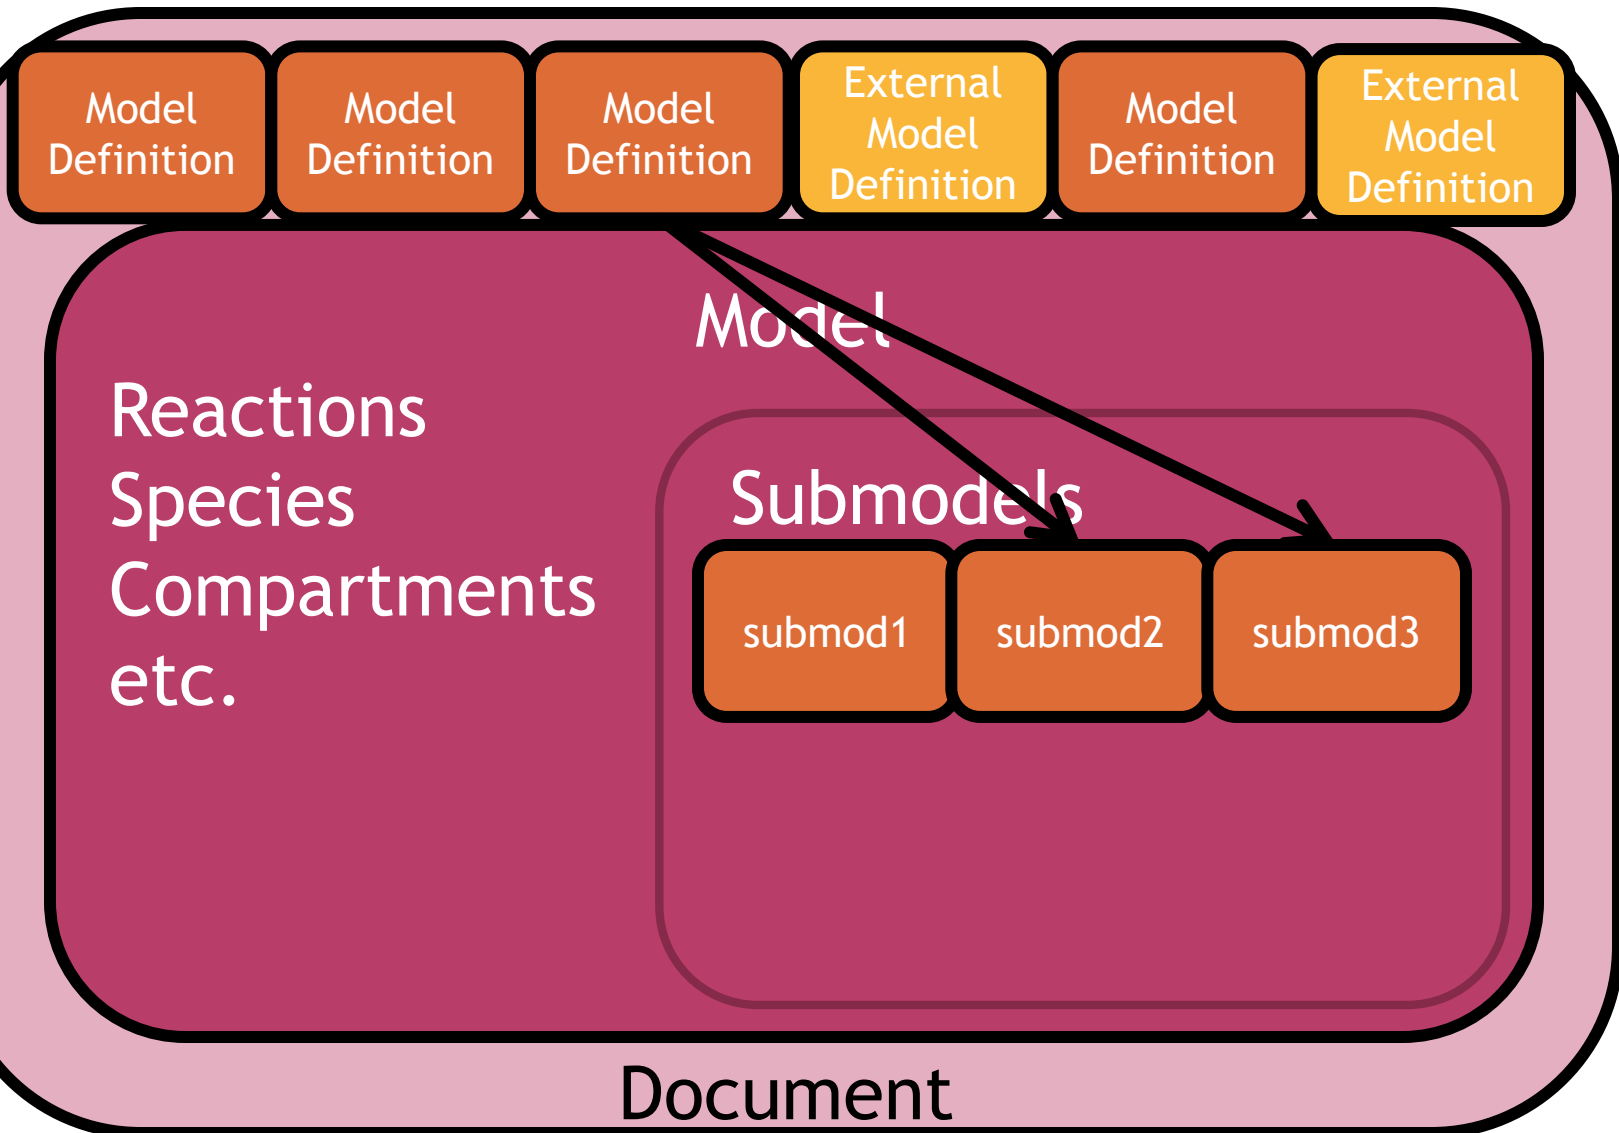 Model
Definition
Model
Definition
Model
Definition
External
Model
Definition
Model
Definition
External
Model
Definition
Model
Reactions
Species
Compartments
etc.
Submodels
submod1
submod2
submod3
Document